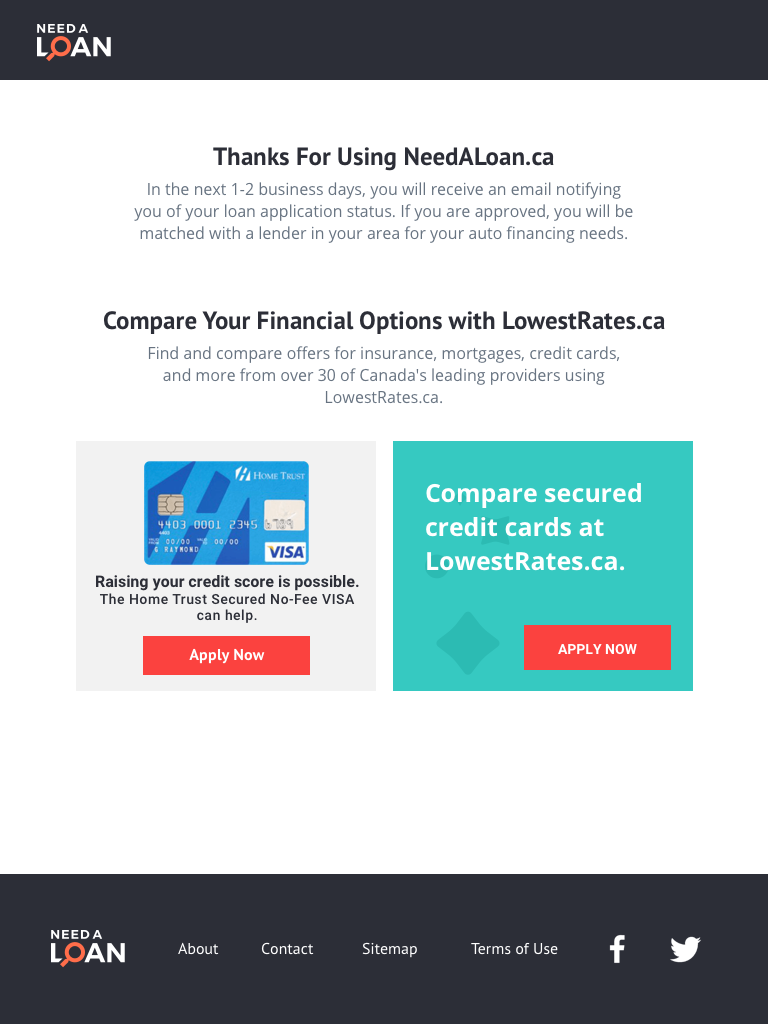 NEED A
LOAN
Thanks For Using NeedALoan.ca
In the next 1-2 business days, you will receive an email notifying
you of your loan application status. If you are approved, you will be
matched with a lender in your area for your auto financing needs.
Compare Your Financial Options with LowestRates.ca
Find and compare offers for insurance, mortgages, credit cards,
and more from over 30 of Canada's leading providers using
LowestRates.ca.
HOME TRUST
4403 0001 2345 6789
4403
00/00 00/00
G RAYMOND
VISA
Raising your credit score is possible.
The Home Trust Secured No-Fee VISA
can help.
Apply Now
Compare secured
credit cards at
LowestRates.ca.
APPLY NOW
NEED A
LOAN
About
Contact
Sitemap
Terms of Use